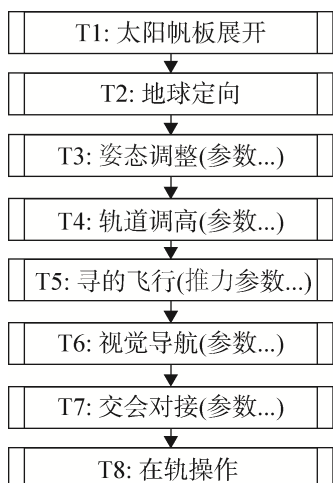 T1: 太阳帆板展开
T2: 地球定向
T3: 姿态调整(参数...)
T4: 轨道调高(参数...)
T5: 寻的飞行(推力参数...)
T6: 视觉导航(参数...)
T7: 交会对接(参数...)
T8: 在轨操作